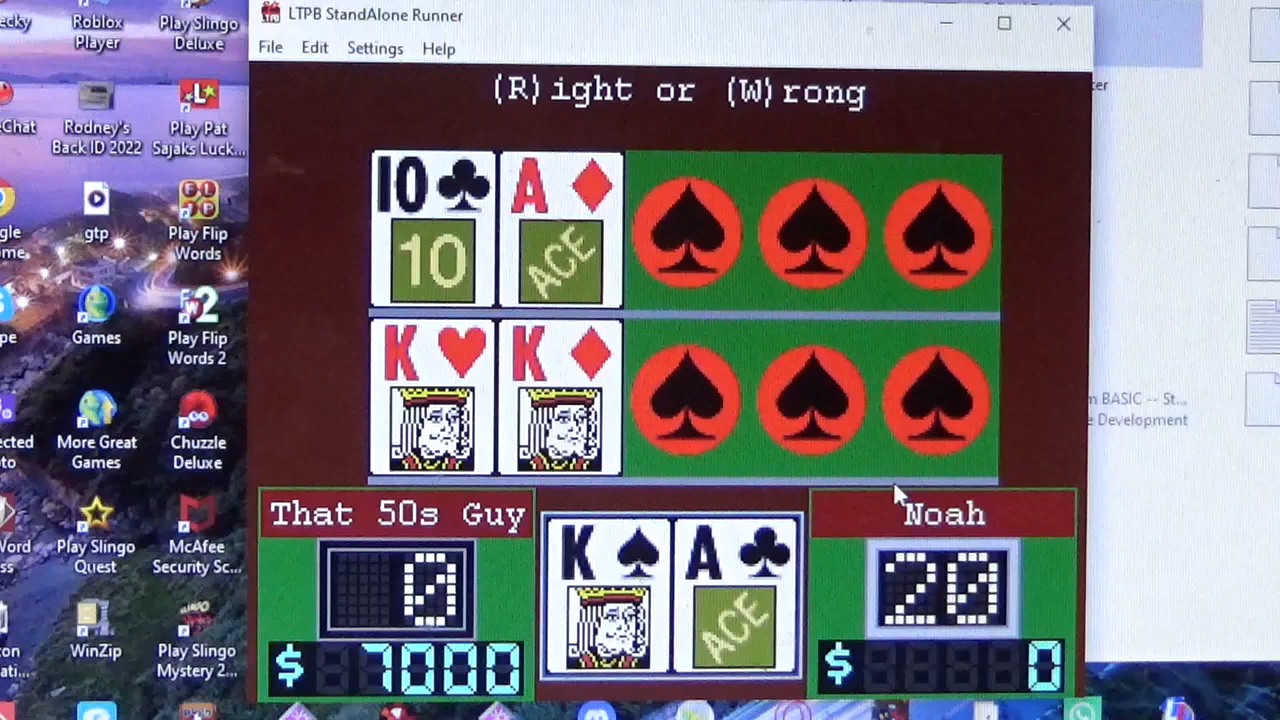 LTPB StandAlone Runner
File Edit Settings Help
(R)ight or (W)rong
10 A
10 ACE
K K
That 50s Guy
Noah
K A
ACE
0
20
$ 7000
$ 0
Roblox
Player
Play Slingo
Deluxe
Rodney's
Back ID 2022
Play Pat
Sajaks Luck...
gtp
Play Flip
Words
Games
Play Flip
Words 2
More Great
Games
Chuzzle
Deluxe
Play Slingo
Quest
McAfee
Security Sc...
WinZip
Play Slingo
Mystery 2...
BASIC -- St...
Development